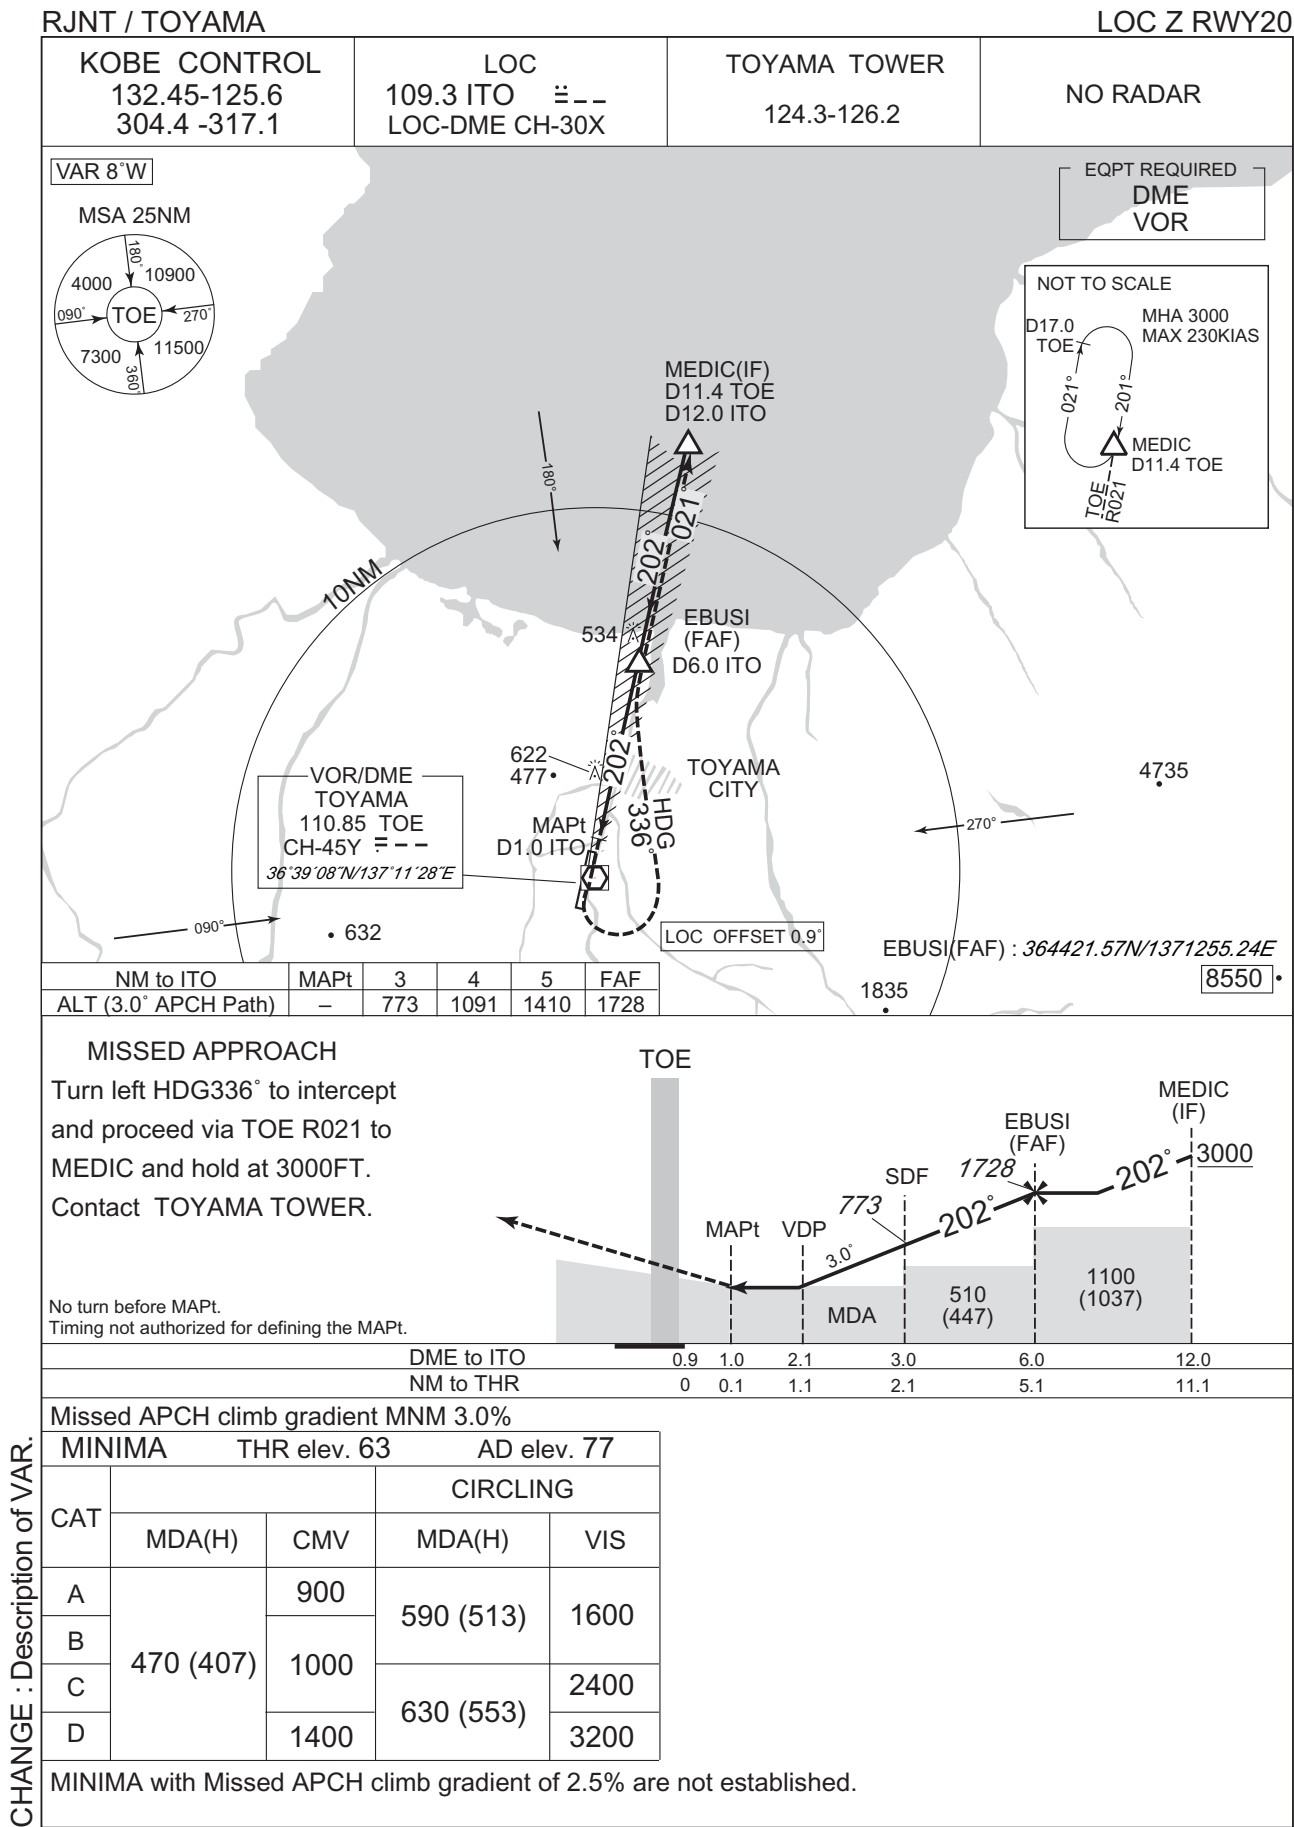 RJNT / TOYAMA
LOC Z RWY20
KOBE CONTROL
132.45-125.6
304.4 -317.1
LOC
109.3 ITO
LOC-DME CH-30X
TOYAMA TOWER
124.3-126.2
NO RADAR
VAR 8˚W
MSA 25NM
180˚
4000
10900
090˚
TOE
270˚
7300
11500
360˚
EQPT REQUIRED
DME
VOR
NOT TO SCALE
D17.0
TOE
MHA 3000
MAX 230KIAS
021°
201°
MEDIC
D11.4 TOE
TOE
R021
MEDIC(IF)
D11.4 TOE
D12.0 ITO
180°
10NM
021°
202°
534
EBUSI
(FAF)
D6.0 ITO
202°
622
477
TOYAMA
CITY
4735
VOR/DME
TOYAMA
110.85 TOE
CH-45Y
36˚39´08˝N/137˚11´28˝E
MAPt
D1.0 ITO
HDG
336°
270°
090°
632
LOC OFFSET 0.9˚
EBUSI(FAF) : 364421.57N/1371255.24E
8550
1835
NM to ITO MAPt 3 4 5 FAF
ALT (3.0˚ APCH Path) – 773 1091 1410 1728
MISSED APPROACH
Turn left HDG336˚ to intercept
and proceed via TOE R021 to
MEDIC and hold at 3000FT.
Contact TOYAMA TOWER.
No turn before MAPt.
Timing not authorized for defining the MAPt.
TOE
MEDIC
(IF)
EBUSI
(FAF)
3000
1728
202°
SDF
773
202°
MAPt
VDP
3.0°
MDA
510
(447)
1100
(1037)
DME to ITO 0.9 1.0 2.1 3.0 6.0 12.0
NM to THR 0 0.1 1.1 2.1 5.1 11.1
Missed APCH climb gradient MNM 3.0%
MINIMA THR elev. 63 AD elev. 77
CAT
CIRCLING
MDA(H) CMV MDA(H) VIS
A
900
590 (513)
1600
B
470 (407)
1000
C
630 (553)
2400
D
1400
3200
MINIMA with Missed APCH climb gradient of 2.5% are not established.
CHANGE : Description of VAR.